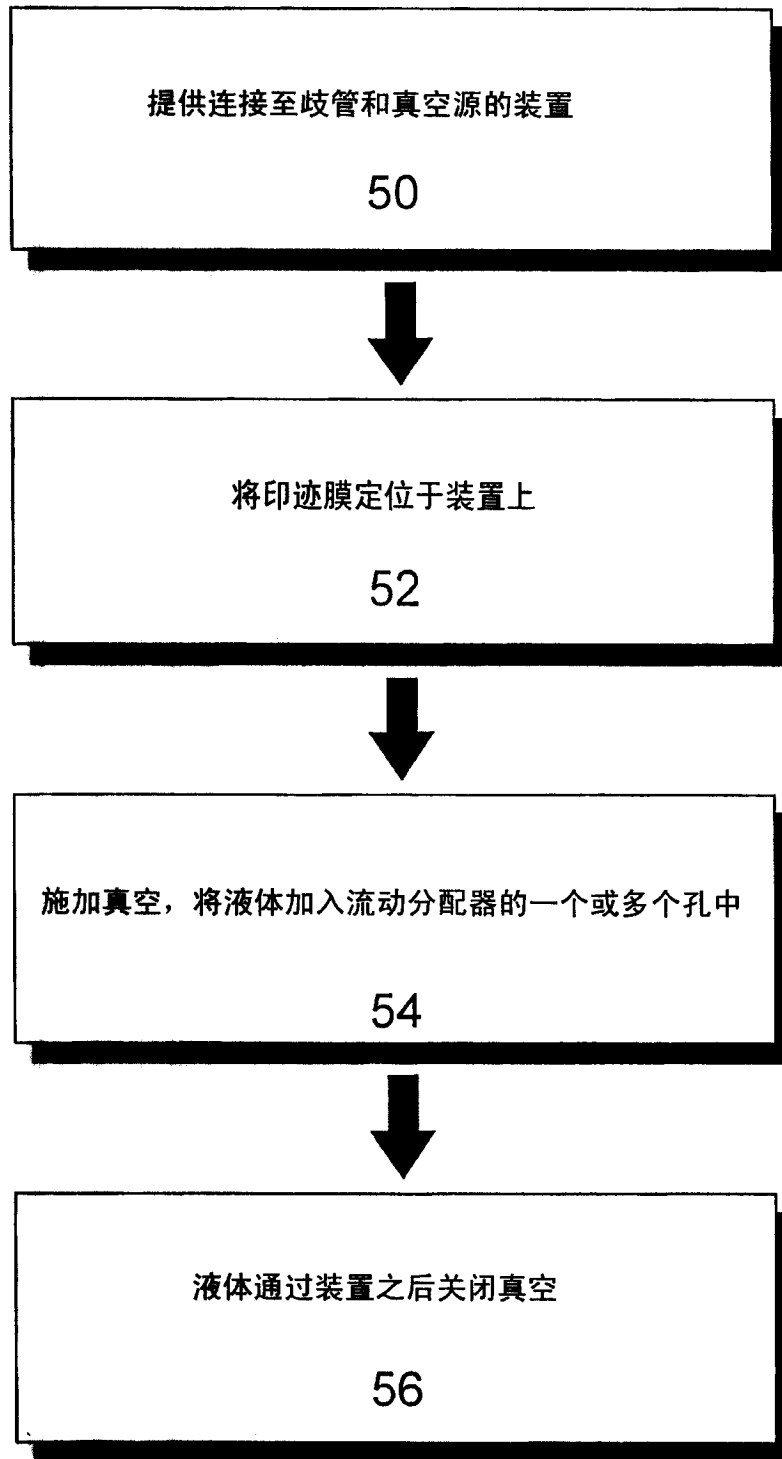 提供连接至歧管和真空源的装置
50
将印迹膜定位于装置上
52
施加真空，将液体加入流动分配器的一个或多个孔中
54
液体通过装置之后关闭真空
56